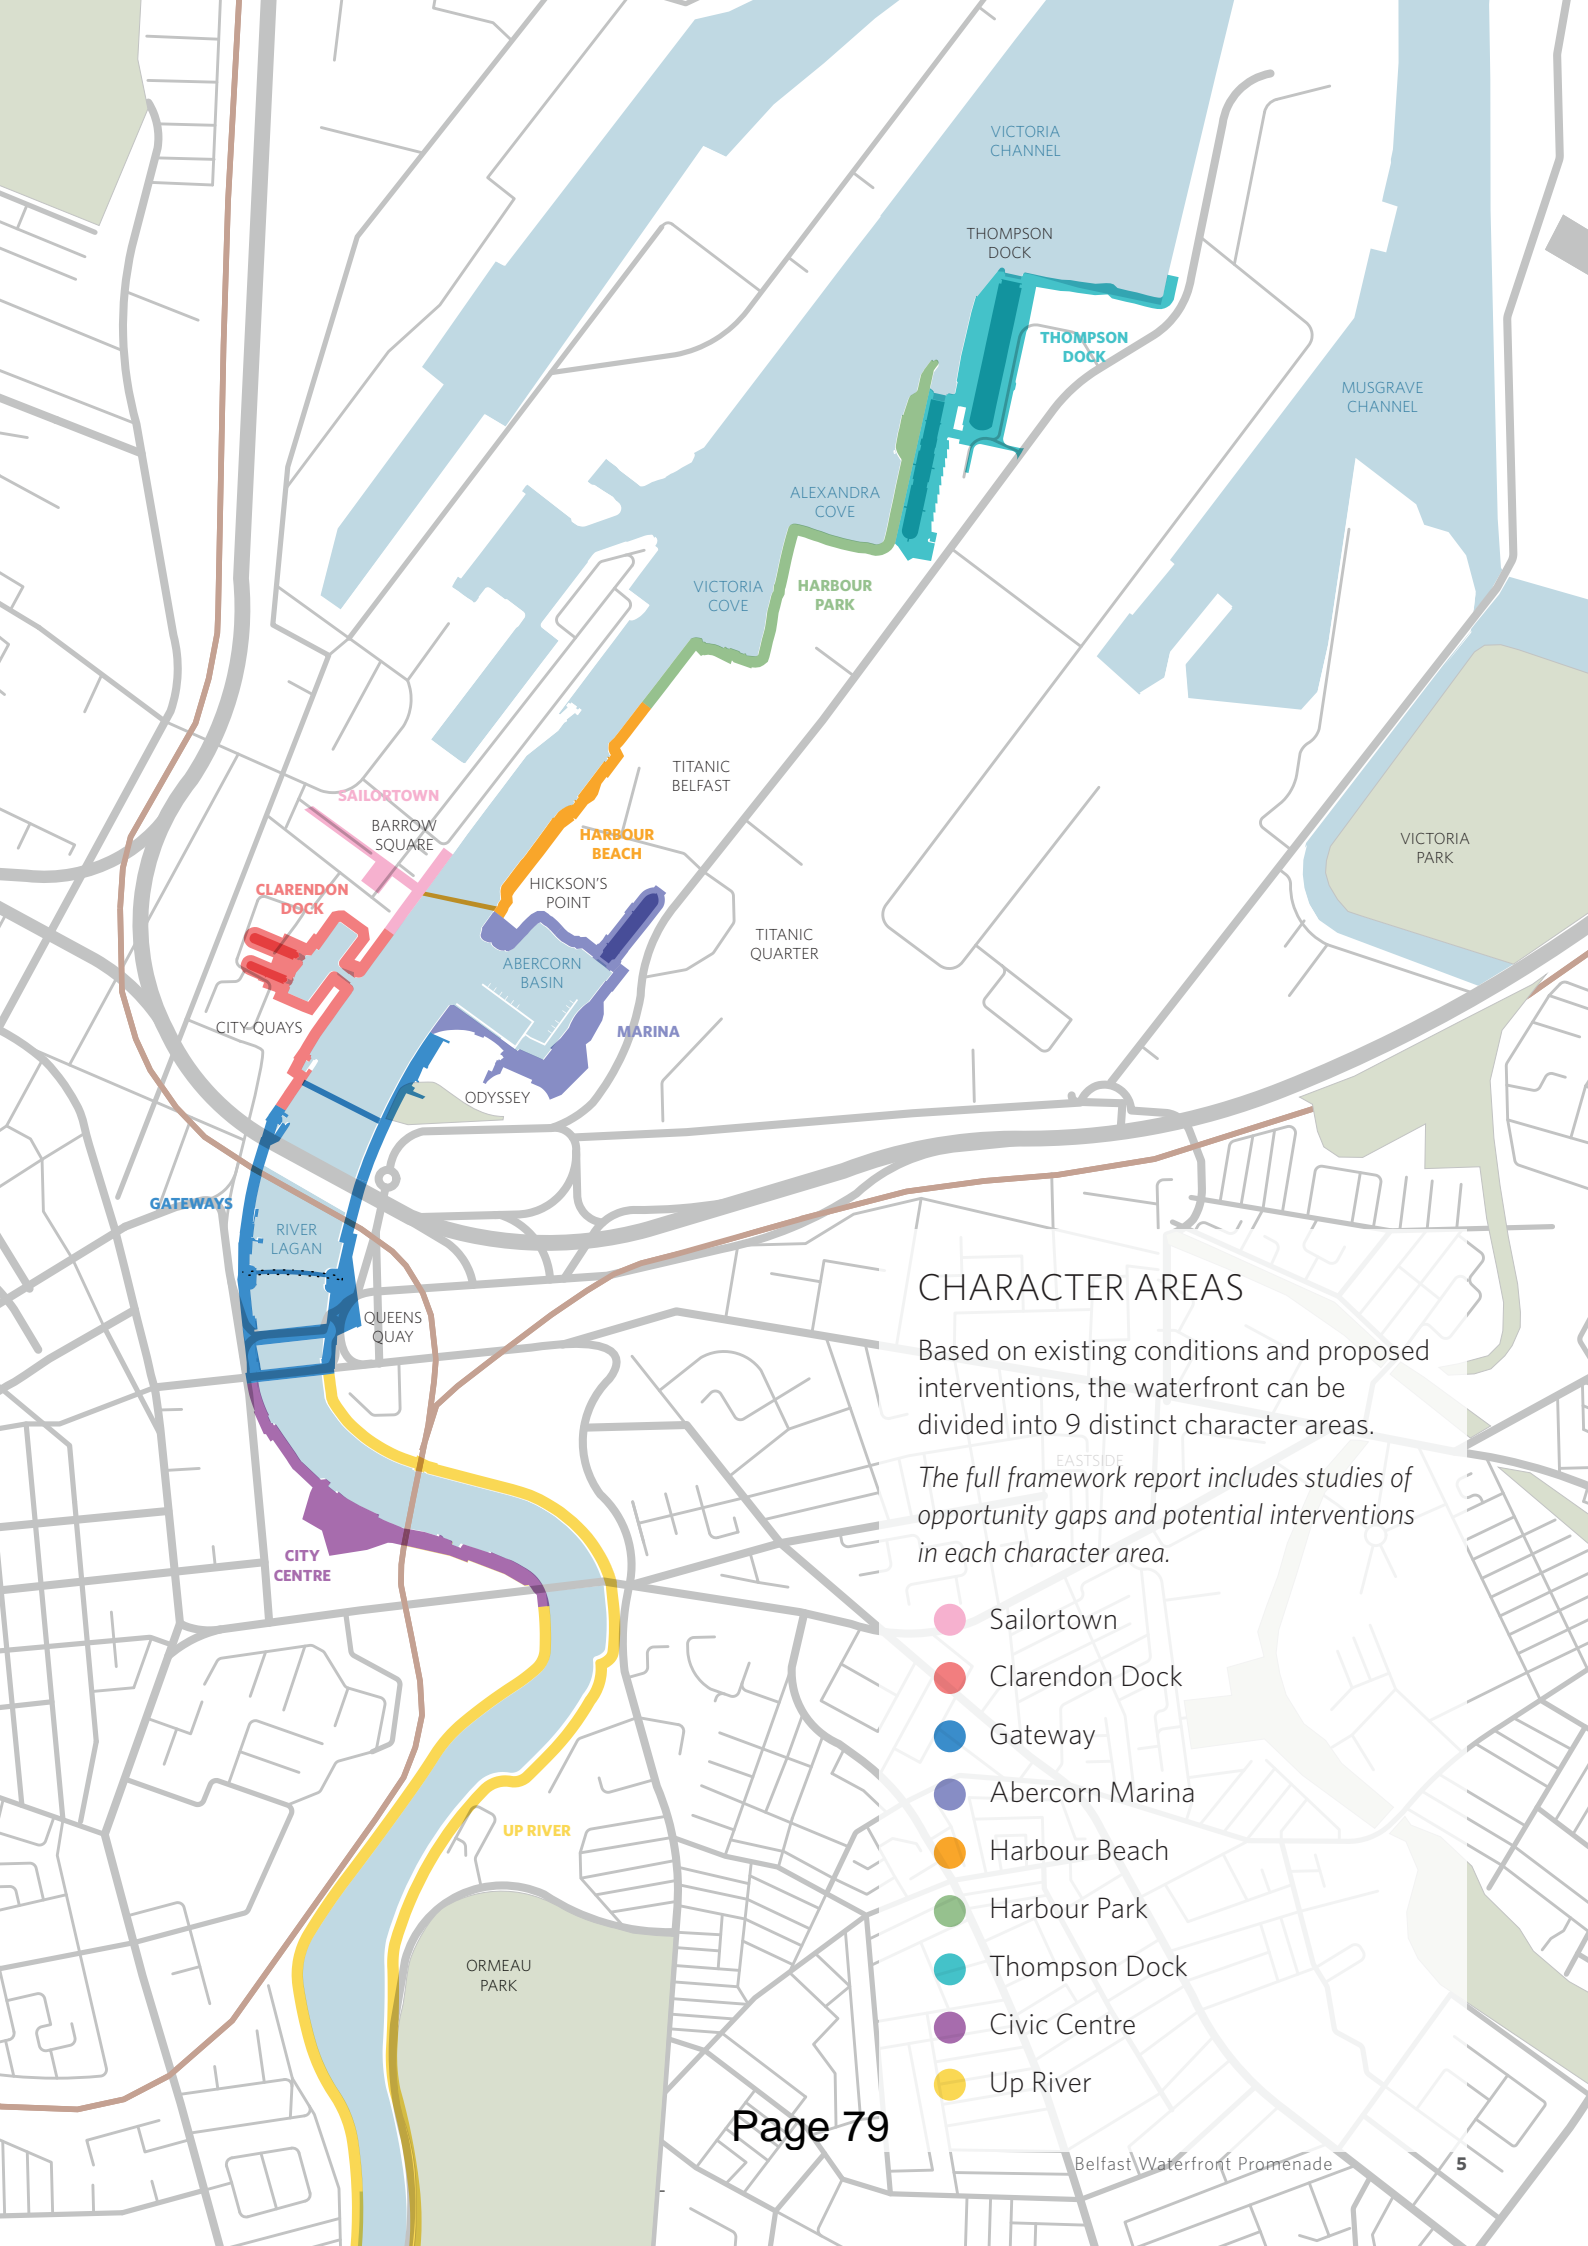 VICTORIA
CHANNEL
THOMPSON
DOCK
THOMPSON
DOCK
MUSGRAVE
CHANNEL
ALEXANDRA
COVE
VICTORIA
COVE
HARBOUR
PARK
TITANIC
BELFAST
SAILORTOWN
BARROW
SQUARE
HARBOUR
BEACH
VICTORIA
PARK
CLARENDON
DOCK
HICKSON'S
POINT
TITANIC
QUARTER
ABERCORN
BASIN
CITY QUAYS
MARINA
ODYSSEY
GATEWAYS
RIVER
LAGAN
QUEENS
QUAY
CITY
CENTRE
UP RIVER
ORMEAU
PARK
CHARACTER AREAS
Based on existing conditions and proposed
interventions, the waterfront can be
divided into 9 distinct character areas.
EASTSIDE
The full framework report includes studies of
opportunity gaps and potential interventions
in each character area.
Sailortown
Clarendon Dock
Gateway
Abercorn Marina
Harbour Beach
Harbour Park
Thompson Dock
Civic Centre
Up River
Page 79
Belfast Waterfront Promenade 5